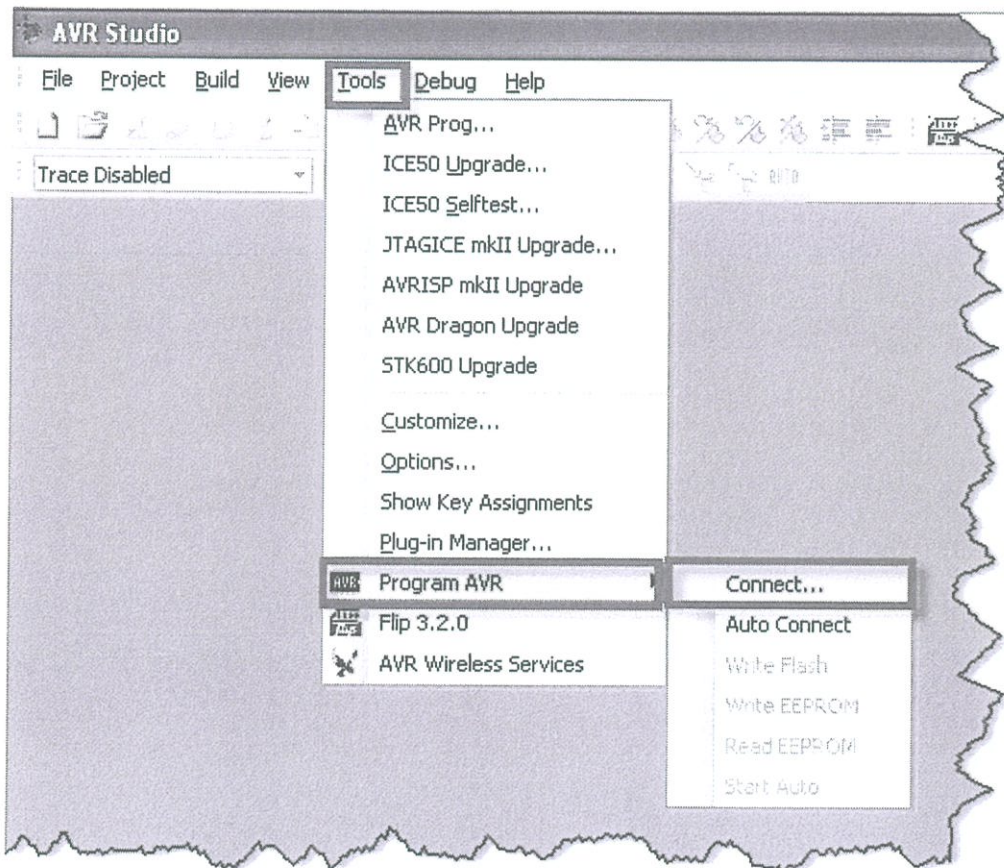 AVR Studio
File Project Build View Tools Debug Help
Trace Disabled
AUTO
AVR Prog...
ICE50 Upgrade...
ICE50 Selftest...
JTAGICE mkII Upgrade...
AVRISP mkII Upgrade
AVR Dragon Upgrade
STK600 Upgrade
Customize...
Options...
Show Key Assignments
Plug-in Manager...
AVR Program AVR
Flip 3.2.0
AVR Wireless Services
Connect...
Auto Connect
Write Flash
Write EEPROM
Read EEPROM
Start Auto